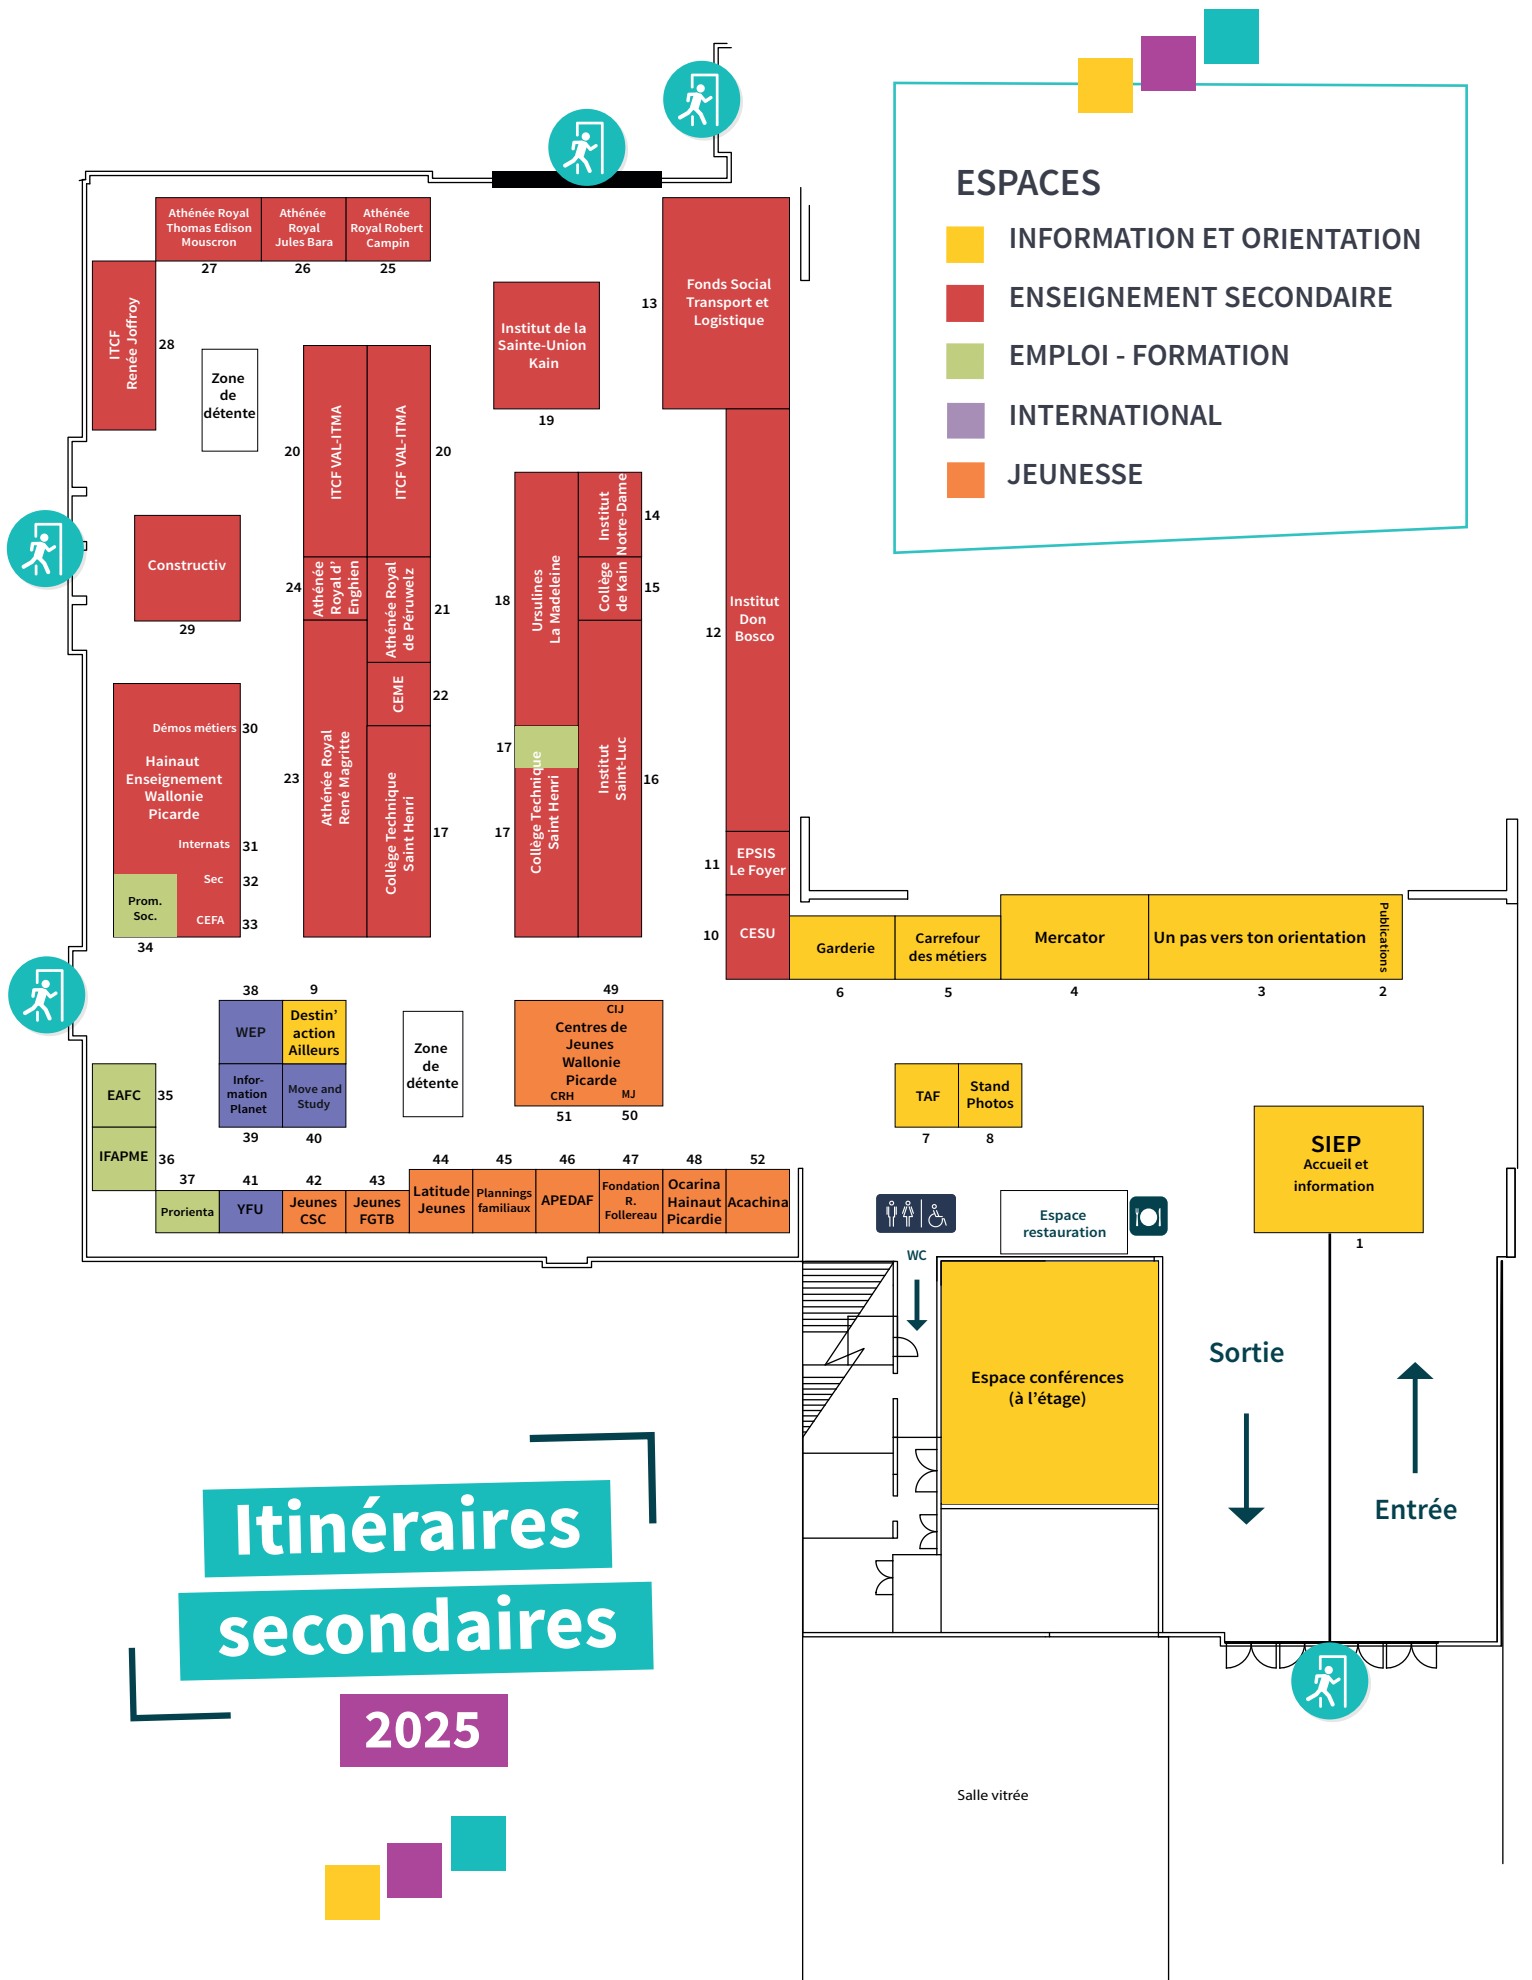 ESPACES
INFORMATION ET ORIENTATION
ENSEIGNEMENT SECONDAIRE
EMPLOI - FORMATION
INTERNATIONAL
JEUNESSE
Athénée Royal
Thomas Edison
Mouscron
27
Athénée
Royal
Jules Bara
26
Athénée
Royal Robert
Campin
25
ITCF
Renée Joffroy
28
Zone
de
détente
Institut de la
Sainte-Union
Kain
19
Fonds Social
Transport et
Logistique
13
20
ITCF VAL-ITMA
ITCF VAL-ITMA
20
Constructiv
29
24
Athénée
Royal d'
Enghien
Athénée Royal
de Péruwelz
21
CEME
22
23
Athénée Royal
René Magritte
Collège Technique
Saint Henri
17
18
Ursulines
La Madeleine
Institut
Notre-Dame
14
Collège
de Kain
15
17
17
Collège Technique
Saint Henri
Institut
Saint-Luc
16
12
Institut
Don
Bosco
11
EPSIS
Le Foyer
10
CESU
Démos métiers
30
Hainaut
Enseignement
Wallonie
Picarde
Internats
31
Sec
32
CEFA
33
Prom.
Soc.
34
Garderie
6
Carrefour
des métiers
5
Mercator
4
Un pas vers ton orientation
3
Publications
2
38
WEP
9
Destin'
action
Ailleurs
Infor-
mation
Planet
39
Move and
Study
40
Zone
de
détente
49
CIJ
Centres de
Jeunes
Wallonie
Picarde
CRH
MJ
51
50
TAF
7
Stand
Photos
8
SIEP
Accueil et
information
1
EAFC
35
IFAPME
36
37
Prorienta
41
YFU
42
Jeunes
CSC
43
Jeunes
FGTB
44
Latitude
Jeunes
45
Plannings
familiaux
46
APEDAF
47
Fondation
R.
Follereau
48
Ocarina
Hainaut
Picardie
52
Acachina
WC
Espace
restauration
Espace conférences
(à l'étage)
Sortie
Entrée
Itinéraires
secondaires
2025
Salle vitrée